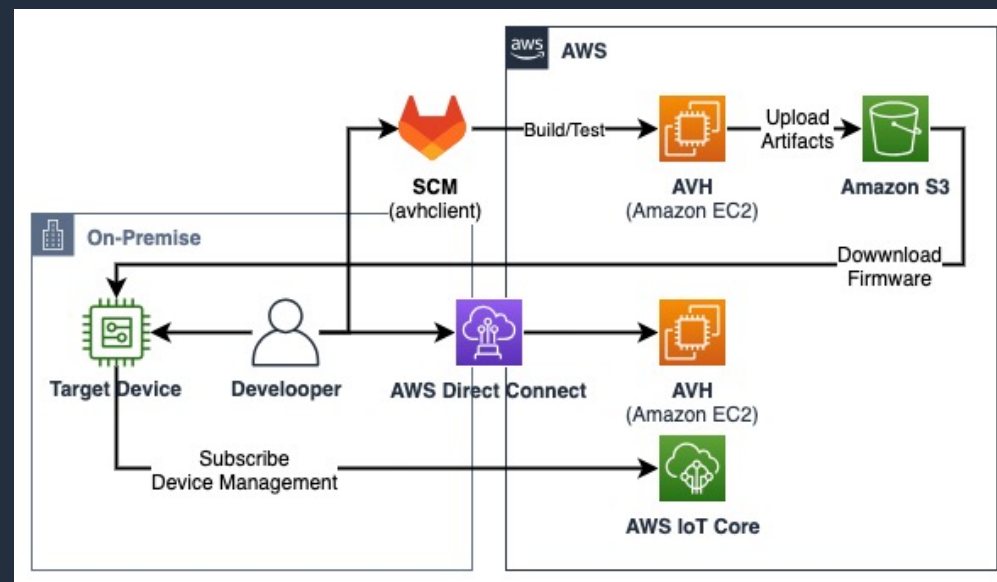 aws
AWS
Build/Test
Upload
Artifacts
SCM
(avhclient)
AVH
(Amazon EC2)
Amazon S3
On-Premise
Dowwnload
Firmware
Target Device
Develooper
AWS Direct Connect
AVH
(Amazon EC2)
Subscribe
Device Management
AWS IoT Core